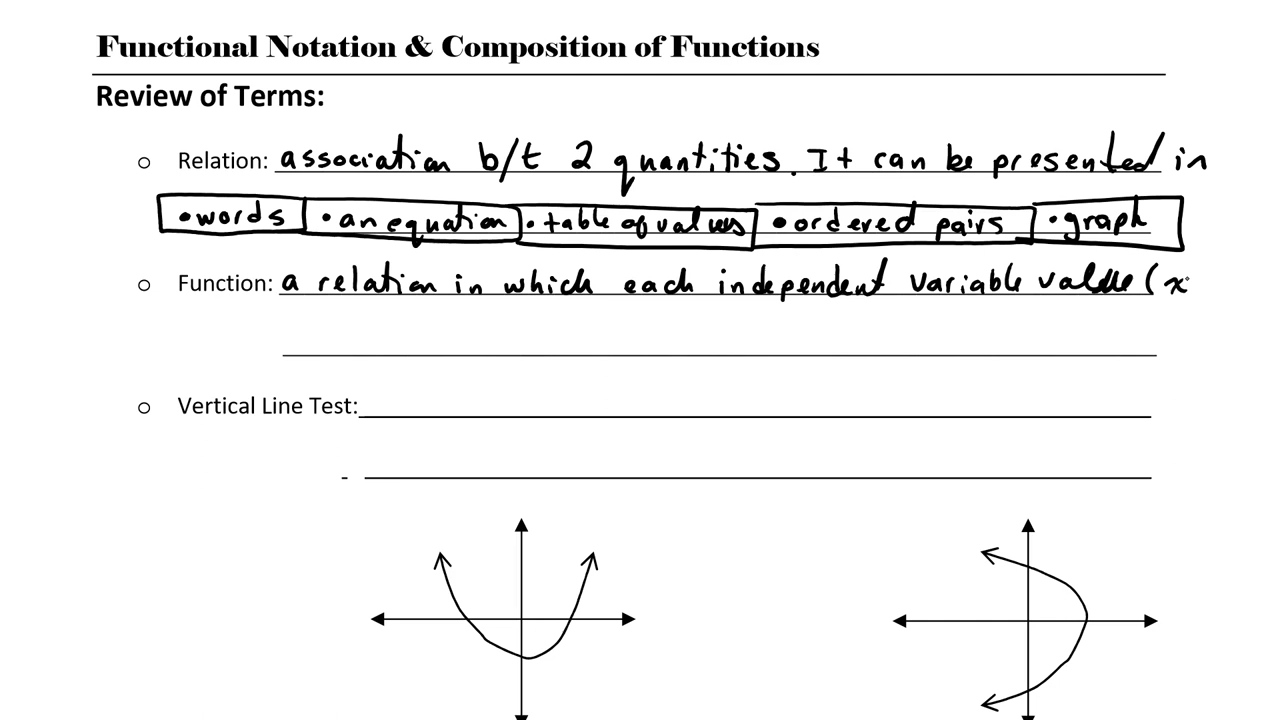 Functional Notation & Composition of Functions
Review of Terms:
o Relation: association b/t 2 quantities. It can be presented in
•words •an equation •table of values •ordered pairs •graph
o Function: a relation in which each independent variable value (x
o Vertical Line Test:
-